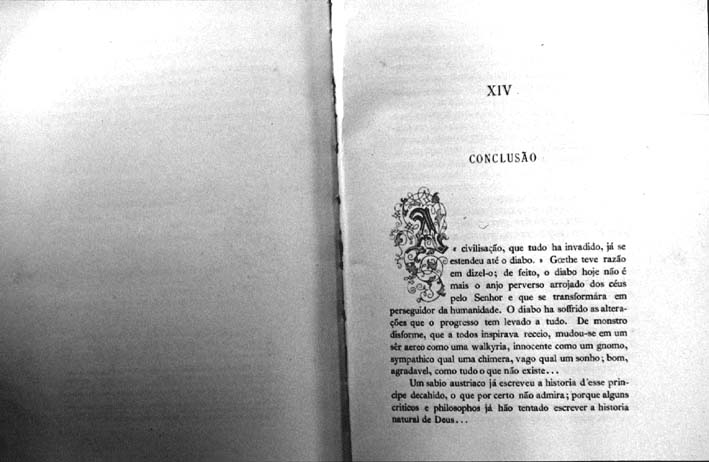 XIV
CONCLUSÃO
A « civilisação, que tudo ha invadido, já se
estendeu até o diabo. » Gœthe teve razão
em dizel-o; de feito, o diabo hoje não é
mais o anjo perverso arrojado dos céus
pelo Senhor e que se transformára em
perseguidor da humanidade. O diabo ha soffrido as altera-
ções que o progresso tem levado a tudo. De monstro
disforme, que a todos inspirava receio, mudou-se em um
sêr aereo como uma walkyria, innocente como um gnomo,
sympathico qual uma chimera, vago qual um sonho; bom,
agradavel, como tudo o que não existe...
Um sabio austriaco já escreveu a historia d'esse prin-
cipe decahido, o que por certo não admira; porque alguns
criticos e philosophos já hão tentado escrever a historia
natural de Deus...